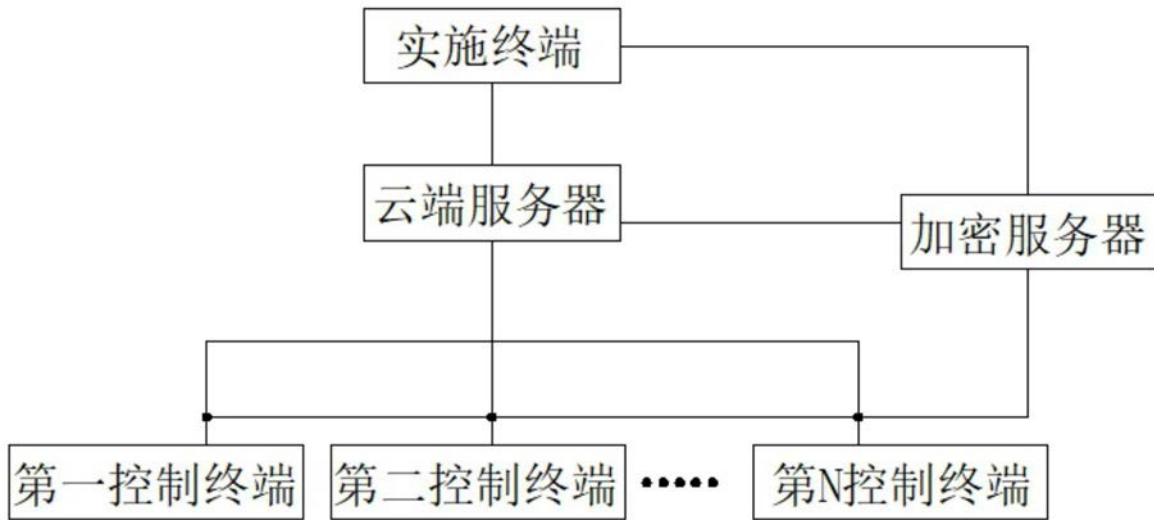 实施终端
云端服务器
加密服务器
第一控制终端
第二控制终端
第N控制终端